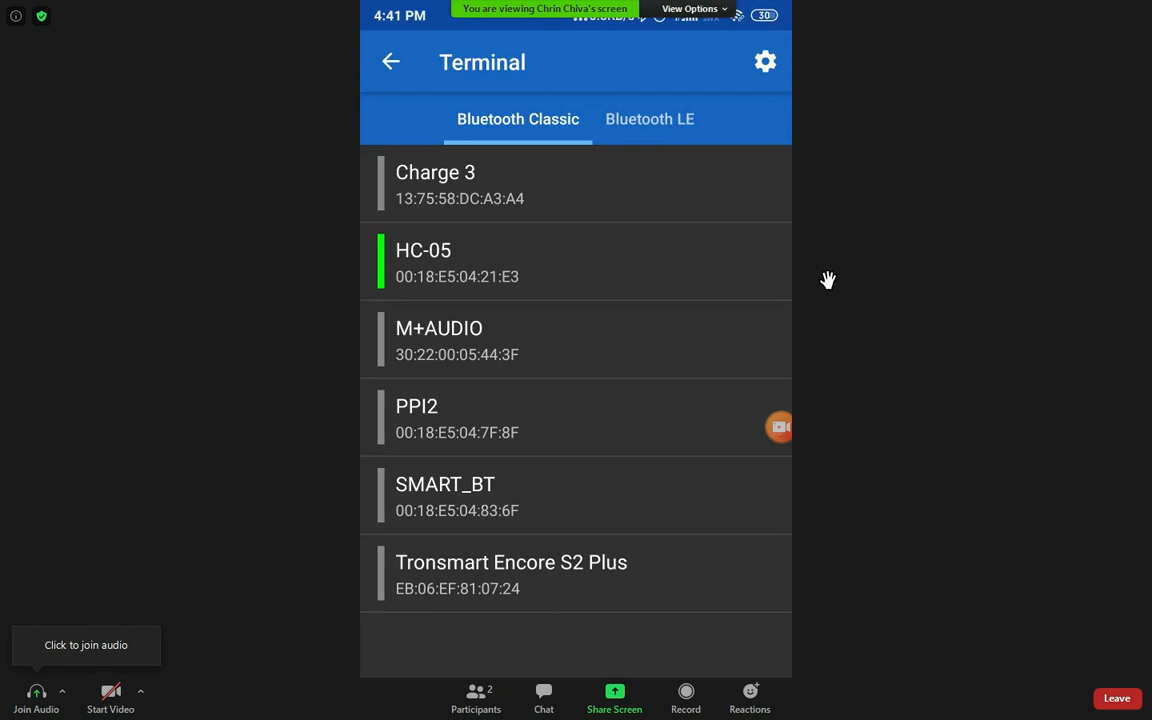 You are viewing Chrin Chiva's screen
View Options
4:41 PM
30
Terminal
Bluetooth Classic
Bluetooth LE
Charge 3
13:75:58:DC:A3:A4
HC-05
00:18:E5:04:21:E3
M+AUDIO
30:22:00:05:44:3F
PPI2
00:18:E5:04:7F:8F
SMART_BT
00:18:E5:04:83:6F
Tronsmart Encore S2 Plus
EB:06:EF:81:07:24
Click to join audio
Join Audio
Start Video
2
Participants
Chat
Share Screen
Record
Reactions
Leave